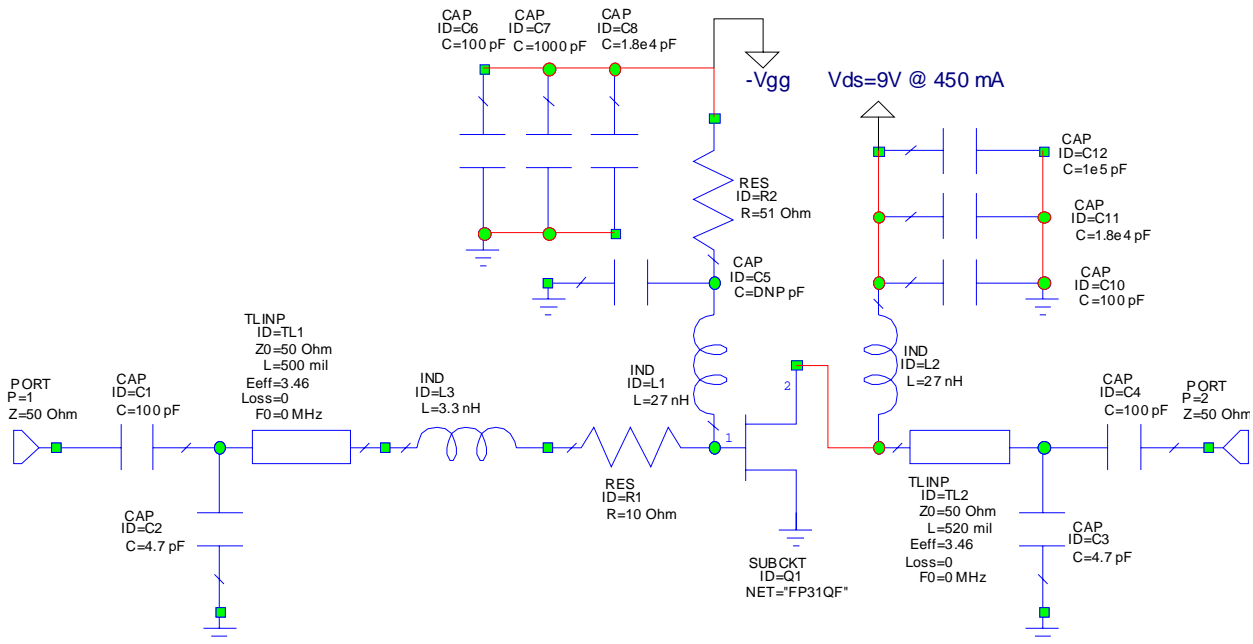 CAP
ID=C6
C=100 pF
CAP
ID=C7
C=1000 pF
CAP
ID=C8
C=1.8e4 pF
-Vgg
Vds=9V @ 450 mA
CAP
ID=C12
C=1e5 pF
CAP
ID=C11
C=1.8e4 pF
CAP
ID=C10
C=100 pF
RES
ID=R2
R=51 Ohm
CAP
ID=C5
C=DNP pF
TLINP
ID=TL1
Z0=50 Ohm
L=500 mil
Eeff=3.46
Loss=0
F0=0 MHz
IND
ID=L3
L=3.3 nH
IND
ID=L1
L=27 nH
2
1
IND
ID=L2
L=27 nH
CAP
ID=C4
C=100 pF
PORT
P=2
Z=50 Ohm
PORT
P=1
Z=50 Ohm
CAP
ID=C1
C=100 pF
CAP
ID=C2
C=4.7 pF
RES
ID=R1
R=10 Ohm
SUBCKT
ID=Q1
NET="FP31QF"
TLINP
ID=TL2
Z0=50 Ohm
L=520 mil
Eeff=3.46
Loss=0
F0=0 MHz
CAP
ID=C3
C=4.7 pF